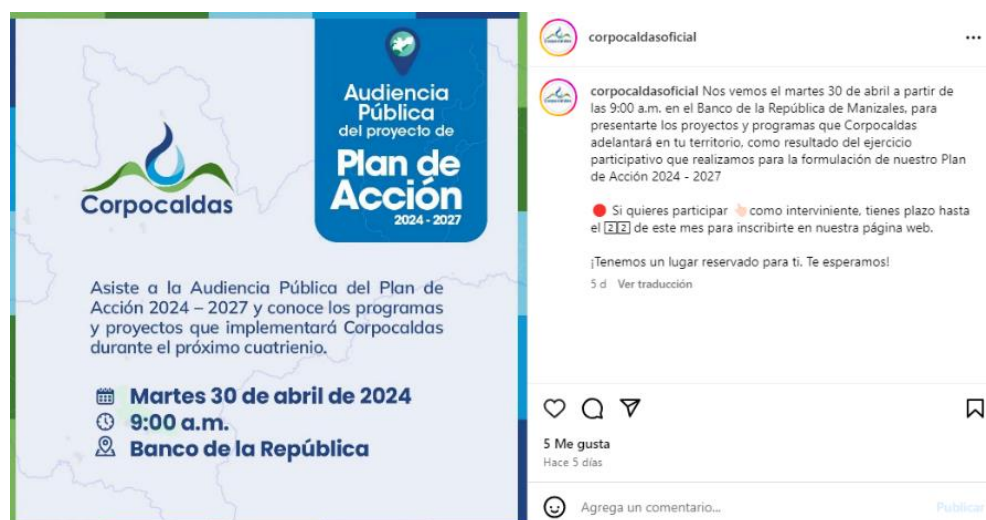 Audiencia
Pública
del proyecto de
Plan de
Acción
2024 - 2027
Corpocaldas
Asiste a la Audiencia Pública del Plan de
Acción 2024 – 2027 y conoce los programas
y proyectos que implementará Corpocaldas
durante el próximo cuatrienio.
Martes 30 de abril de 2024
9:00 a.m.
Banco de la República
corpocaldasoficial
corpocaldasoficial Nos vemos el martes 30 de abril a partir de
las 9:00 a.m. en el Banco de la República de Manizales, para
presentarte los proyectos y programas que Corpocaldas
adelantará en tu territorio, como resultado del ejercicio
participativo que realizamos para la formulación de nuestro Plan
de Acción 2024 - 2027
🔴 Si quieres participar 👆🏻como interviniente, tienes plazo hasta
el 2️⃣2️⃣ de este mes para inscribirte en nuestra página web.
¡Tenemos un lugar reservado para ti. Te esperamos!
5 d Ver traducción
5 Me gusta
Hace 5 días
Agrega un comentario...
Publicar